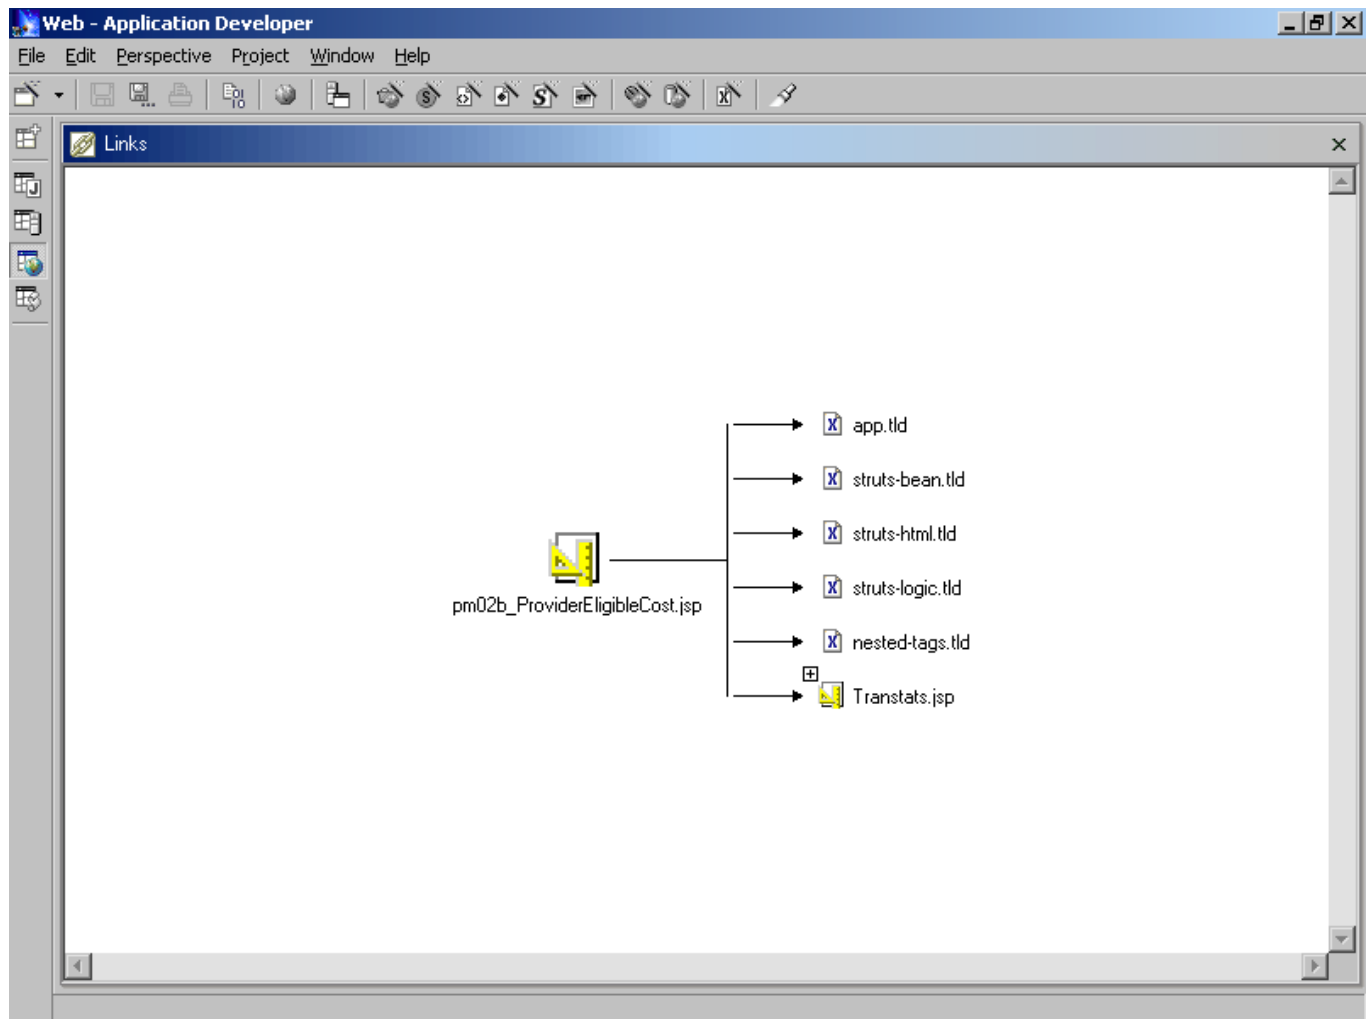 Web - Application Developer
File Edit Perspective Project Window Help
Links
app.tld
struts-bean.tld
struts-html.tld
pm02b_ProviderEligibleCost.jsp
struts-logic.tld
nested-tags.tld
Transtats.jsp